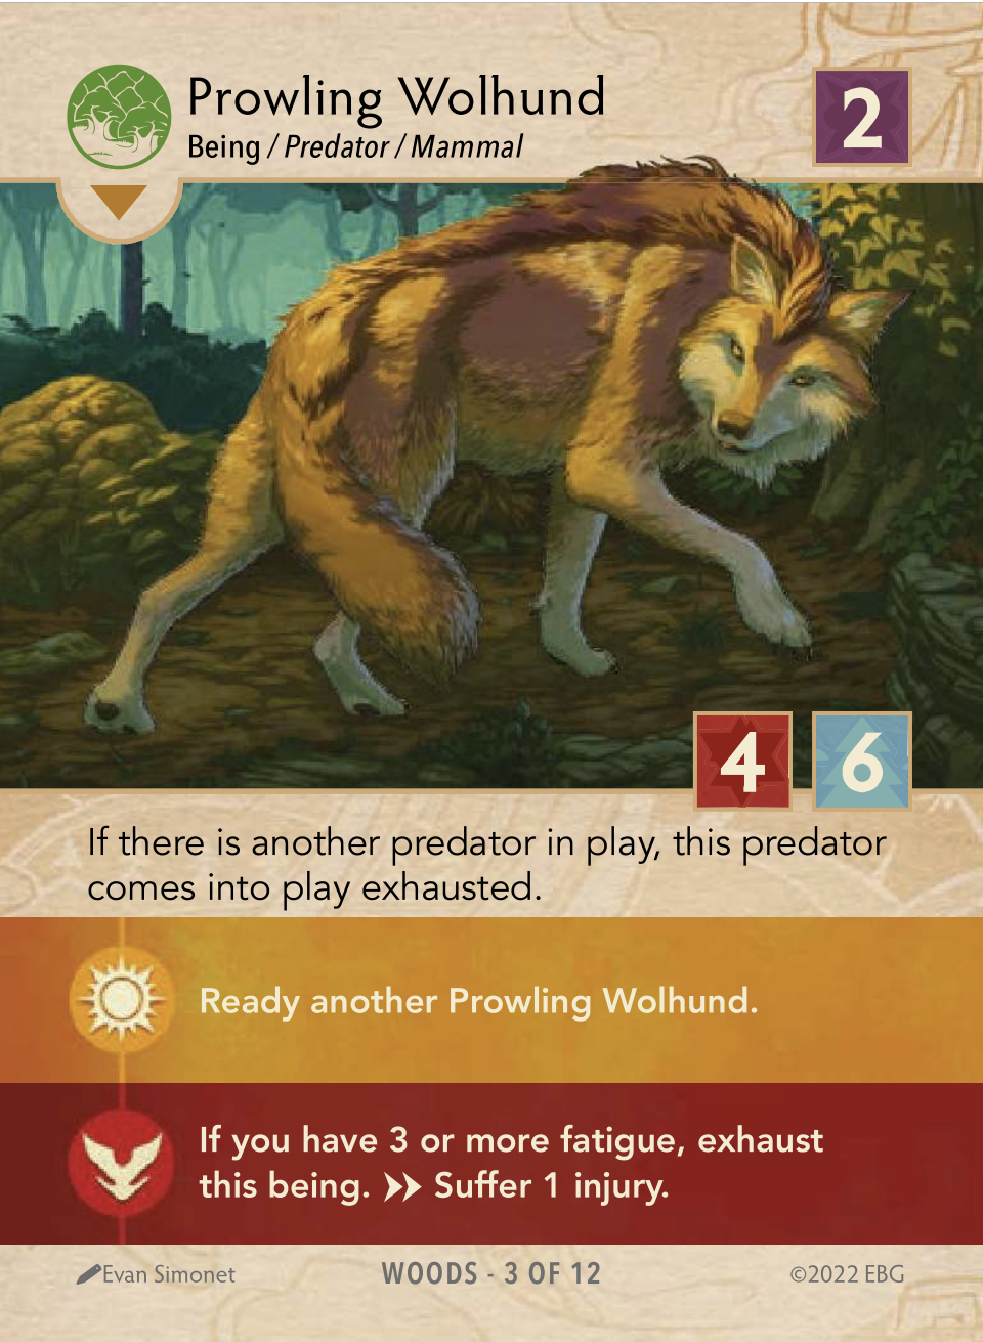 Prowling Wolhund
2
Being / Predator / Mammal
4 6
If there is another predator in play, this predator
comes into play exhausted.
Ready another Prowling Wolhund.
If you have 3 or more fatigue, exhaust
this being. Suffer 1 injury.
Evan Simonet WOODS - 3 OF 12 ©2022 EBG